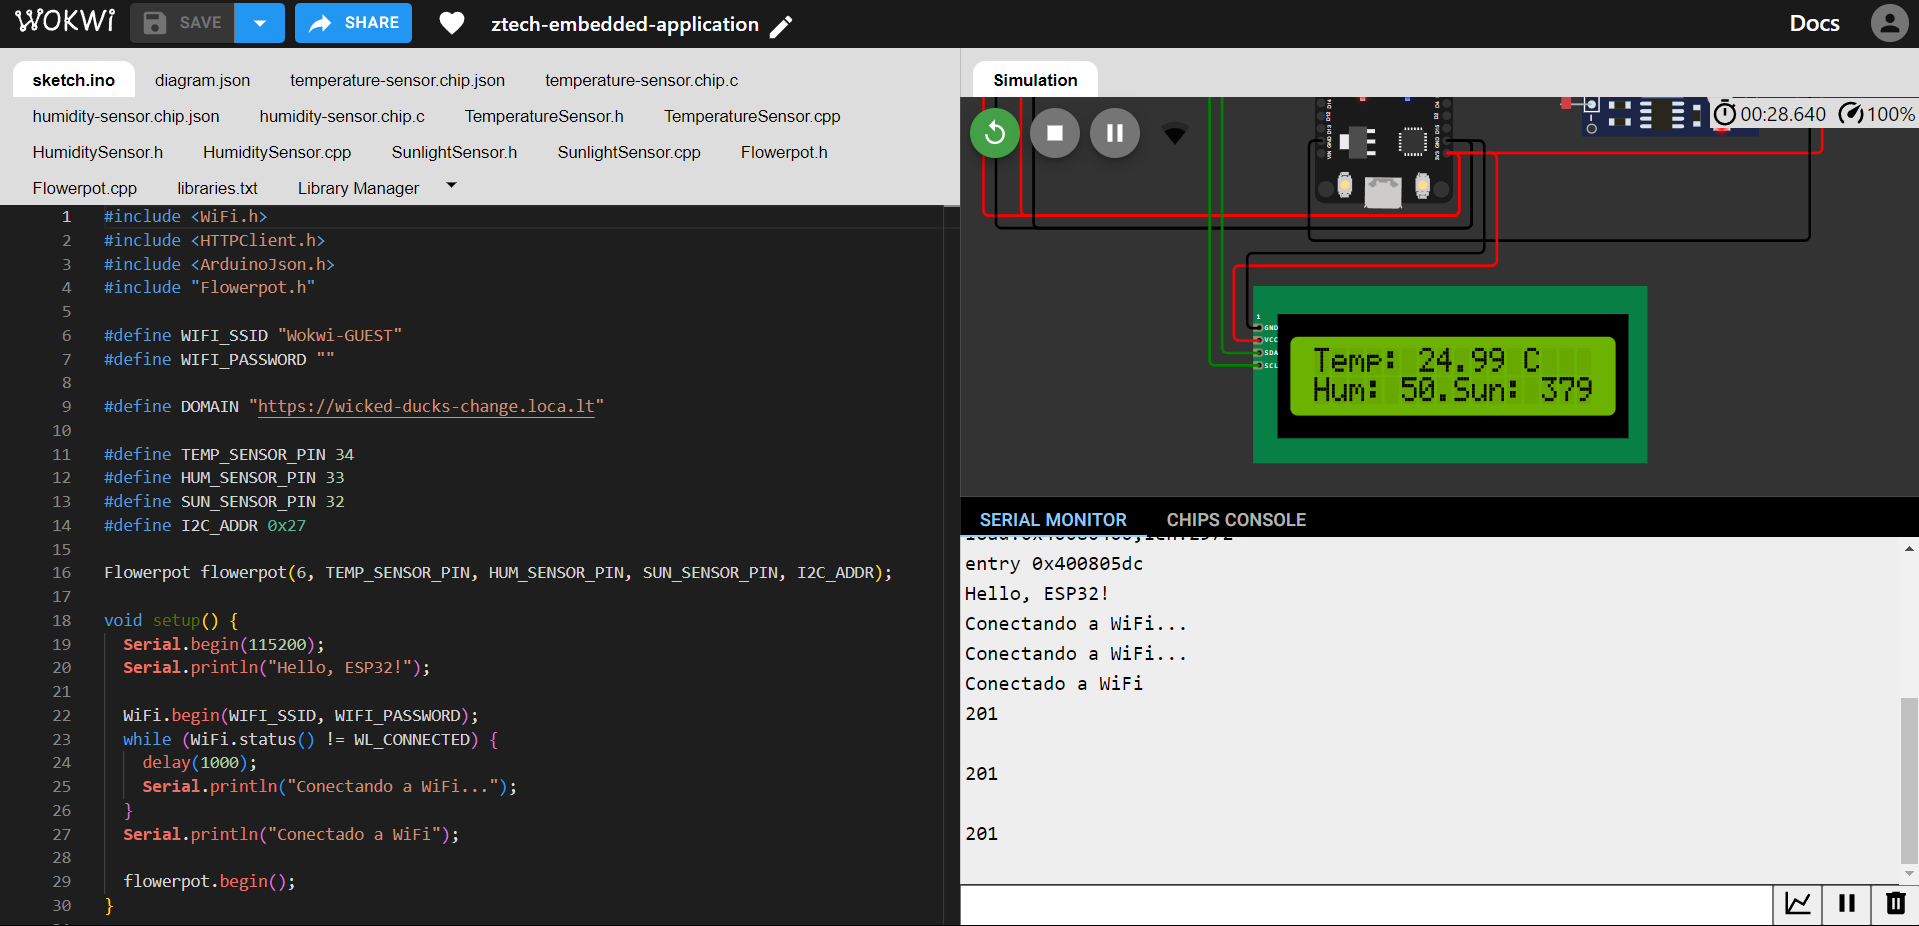 WOKWi SAVE SHARE ztech-embedded-application Docs
sketch.ino diagram.json temperature-sensor.chip.json temperature-sensor.chip.c
humidity-sensor.chip.json humidity-sensor.chip.c TemperatureSensor.h TemperatureSensor.cpp
HumiditySensor.h HumiditySensor.cpp SunlightSensor.h SunlightSensor.cpp Flowerpot.h
Flowerpot.cpp libraries.txt Library Manager
1 #include <WiFi.h>
2 #include <HTTPClient.h>
3 #include <ArduinoJson.h>
4 #include "Flowerpot.h"
5
6 #define WIFI_SSID "Wokwi-GUEST"
7 #define WIFI_PASSWORD ""
8
9 #define DOMAIN "https://wicked-ducks-change.loca.lt"
10
11 #define TEMP_SENSOR_PIN 34
12 #define HUM_SENSOR_PIN 33
13 #define SUN_SENSOR_PIN 32
14 #define I2C_ADDR 0x27
15
16 Flowerpot flowerpot(6, TEMP_SENSOR_PIN, HUM_SENSOR_PIN, SUN_SENSOR_PIN, I2C_ADDR);
17
18 void setup() {
19 Serial.begin(115200);
20 Serial.println("Hello, ESP32!");
21
22 WiFi.begin(WIFI_SSID, WIFI_PASSWORD);
23 while (WiFi.status() != WL_CONNECTED) {
24 delay(1000);
25 Serial.println("Conectando a WiFi...");
26 }
27 Serial.println("Conectado a WiFi");
28
29 flowerpot.begin();
30 }
Simulation
00:28.640 100%
D12 D13 GND VIN
D2 D15 GND 3V3
1
GND
VCC
SDA
SCL
Temp: 24.99 C
Hum: 50.Sun: 379
SERIAL MONITOR CHIPS CONSOLE
entry 0x400805dc
Hello, ESP32!
Conectando a WiFi...
Conectando a WiFi...
Conectado a WiFi
201
201
201